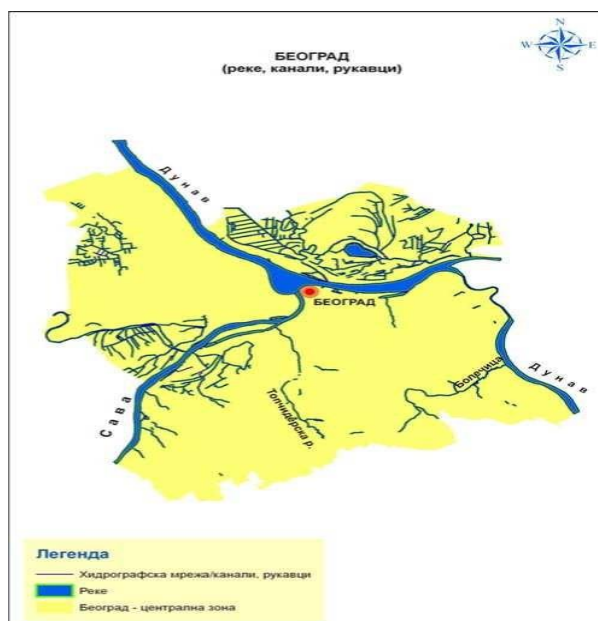 N
W E
S
БЕОГРАД
(реке, канали, рукавци)
Дунав
БЕОГРАД
Дунав
Болечица
Топчидерска р.
Сава
Легенда
Хидрографска мрежа/канали, рукавци
Реке
Београд - централна зона